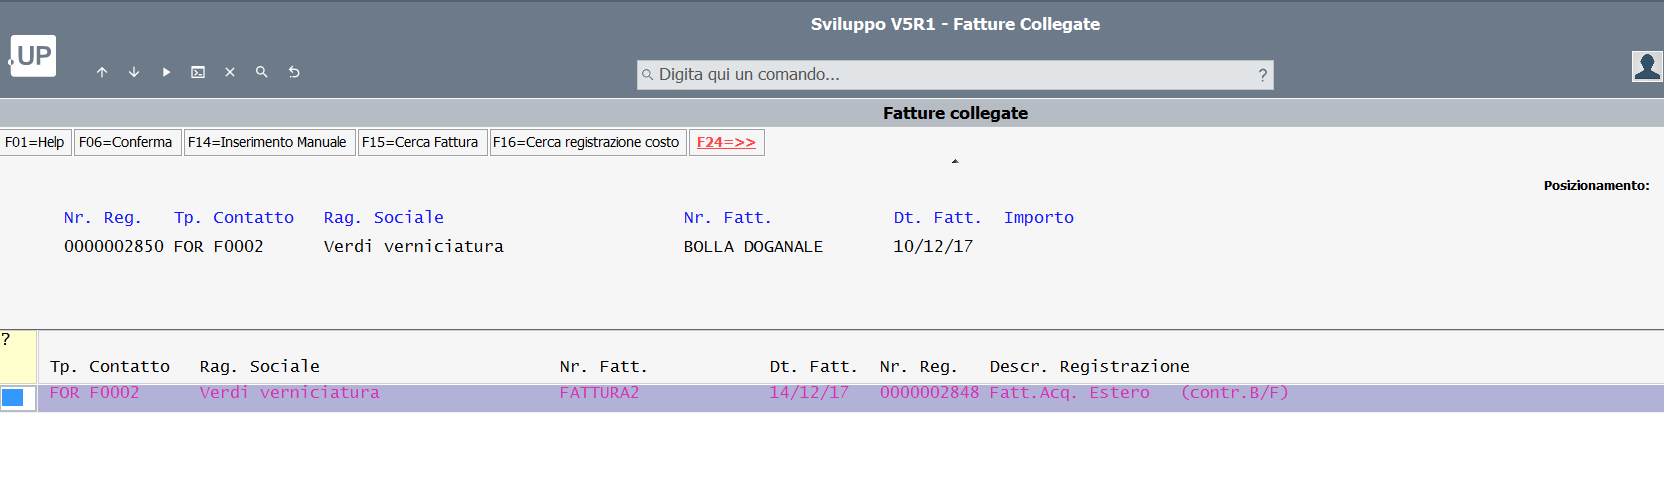 Sviluppo V5R1 - Fatture Collegate
.UP
Digita qui un comando... ?
Fatture collegate
F01=Help F06=Conferma F14=Inserimento Manuale F15=Cerca Fattura F16=Cerca registrazione costo F24=>>
Posizionamento:
Nr. Reg. Tp. Contatto Rag. Sociale Nr. Fatt. Dt. Fatt. Importo
0000002850 FOR F0002 Verdi verniciatura BOLLA DOGANALE 10/12/17
?
Tp. Contatto Rag. Sociale Nr. Fatt. Dt. Fatt. Nr. Reg. Descr. Registrazione
FOR F0002 Verdi verniciatura FATTURA2 14/12/17 0000002848 Fatt.Acq. Estero (contr.B/F)